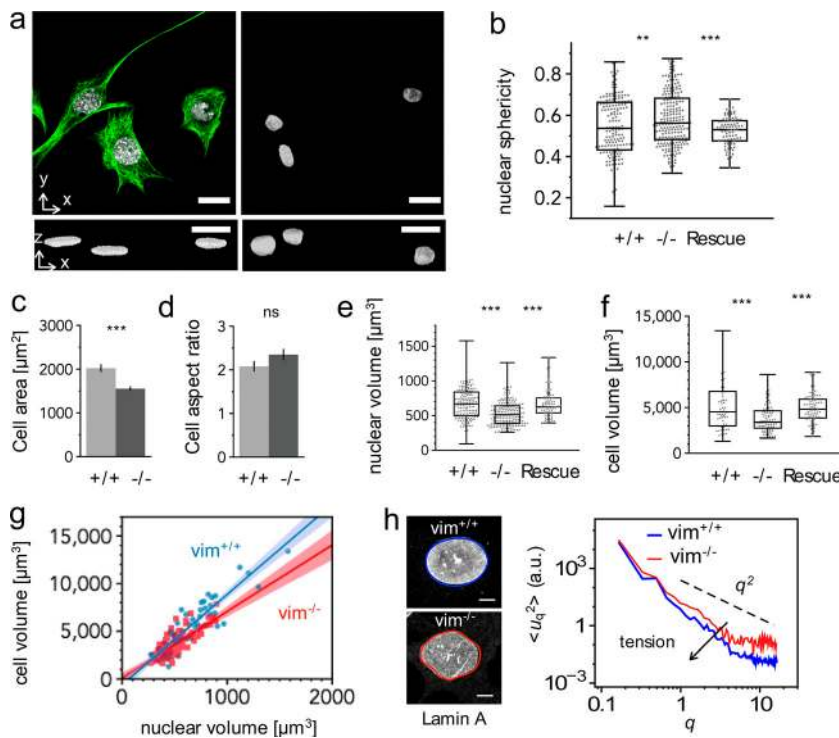 a
y
x
z
x
b
** ***
nuclear sphericity
0.8
0.6
0.4
0.2
+/+ -/- Rescue
c
***
Cell area [µm²]
3000
2000
1000
0
+/+ -/-
d
ns
Cell aspect ratio
3
2
1
0
+/+ -/-
e
*** ***
nuclear volume [µm³]
1500
1000
500
0
+/+ -/- Rescue
f
*** ***
cell volume [µm³]
15,000
10,000
5,000
0
+/+ -/- Rescue
g
cell volume [µm³]
15,000
10,000
5,000
0
vim+/+
vim-/-
0 1000 2000
nuclear volume [µm³]
h
vim+/+
vim-/-
Lamin A
<u_q²> (a.u.)
10³
1
10⁻³
vim+/+
vim-/-
q²
tension
0.1 1 10
q